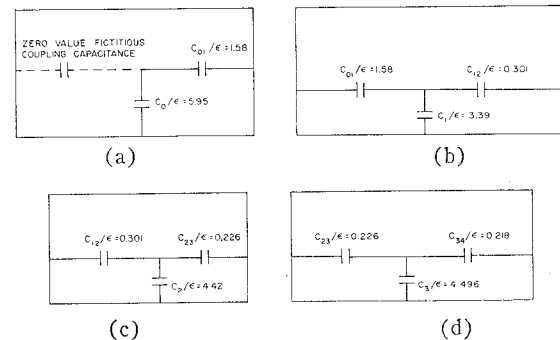 ZERO VALUE FICTITIOUS
COUPLING CAPACITANCE
C₀₁/ϵ=1.58
C₀/ϵ=5.95
(a)
C₀₁/ϵ=1.58
C₁₂/ϵ=0.301
C₁/ϵ=3.39
(b)
C₁₂/ϵ=0.301
C₂₃/ϵ=0.226
C₂/ϵ=4.42
(c)
C₂₃/ϵ=0.226
C₃₄/ϵ=0.218
C₃/ϵ=4.496
(d)